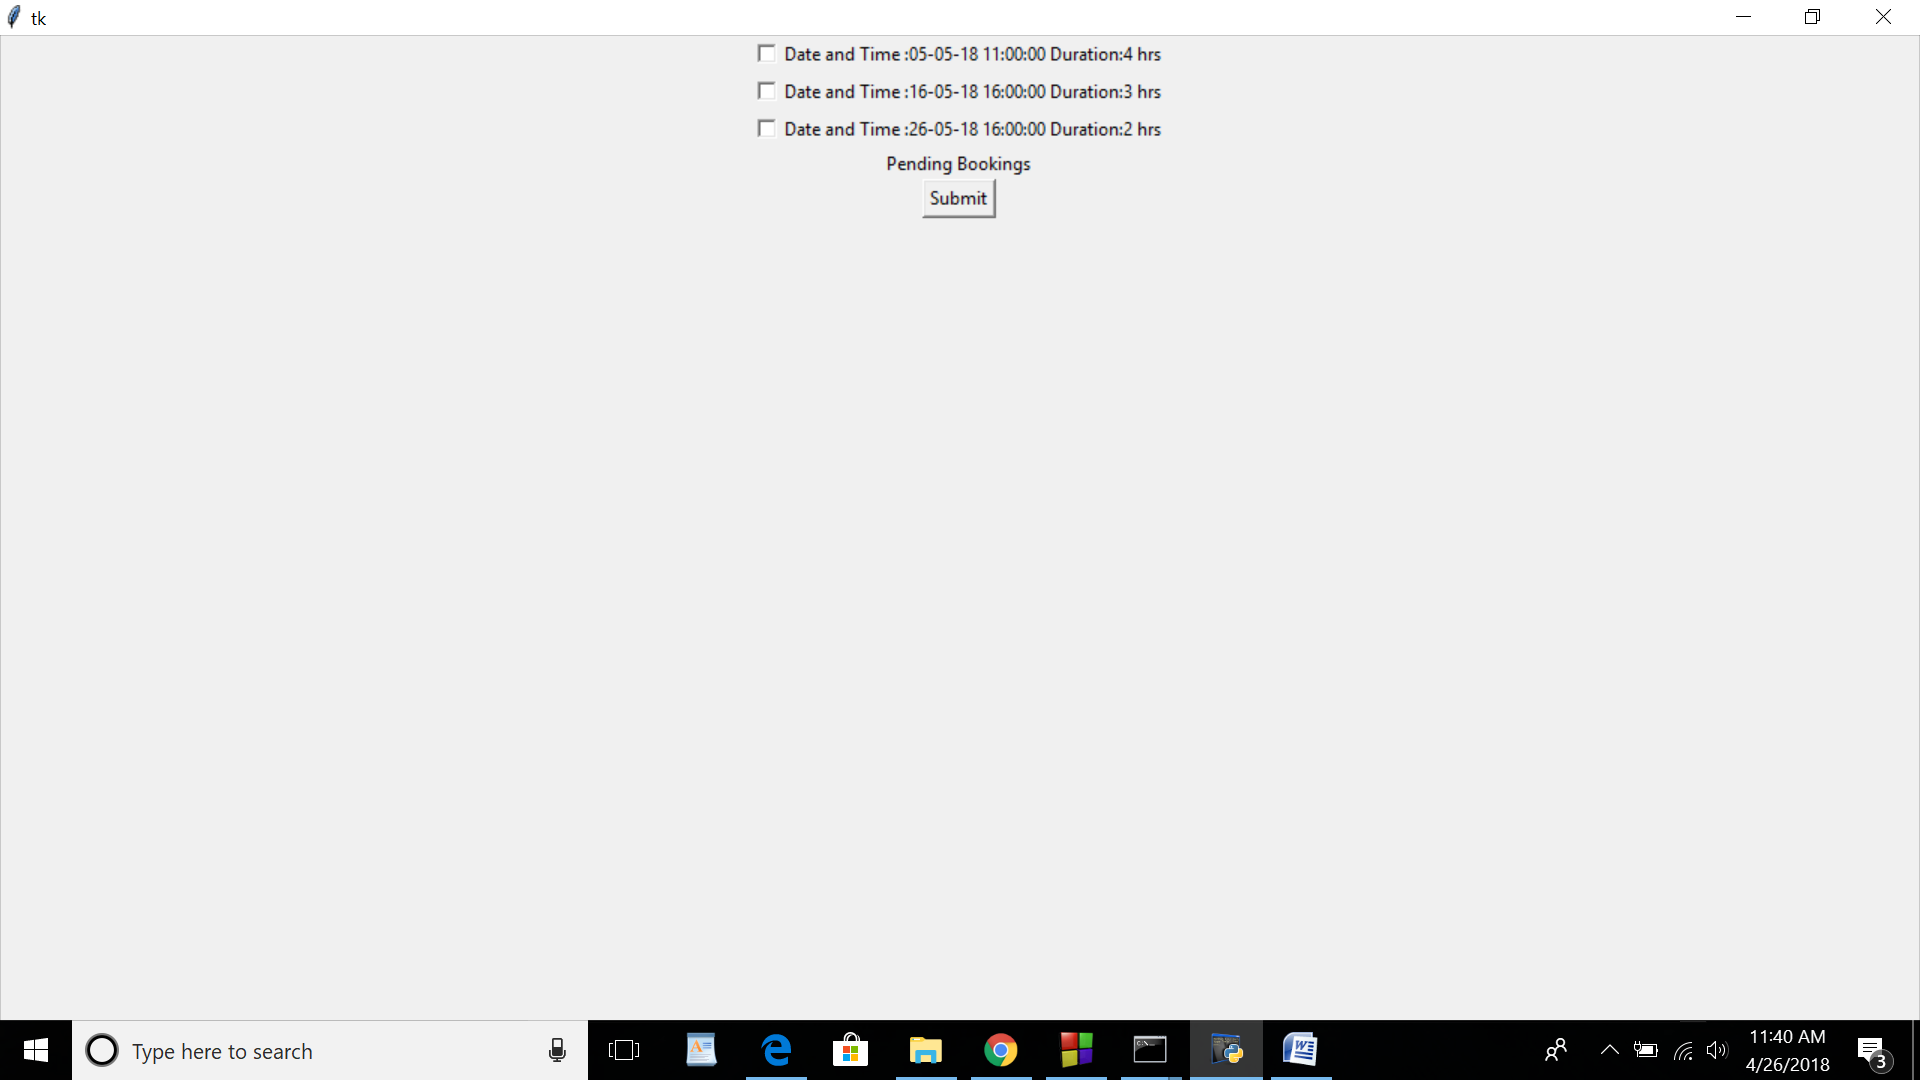 tk
Date and Time :05-05-18 11:00:00 Duration:4 hrs
Date and Time :16-05-18 16:00:00 Duration:3 hrs
Date and Time :26-05-18 16:00:00 Duration:2 hrs
Pending Bookings
Submit
Type here to search
11:40 AM
4/26/2018
3